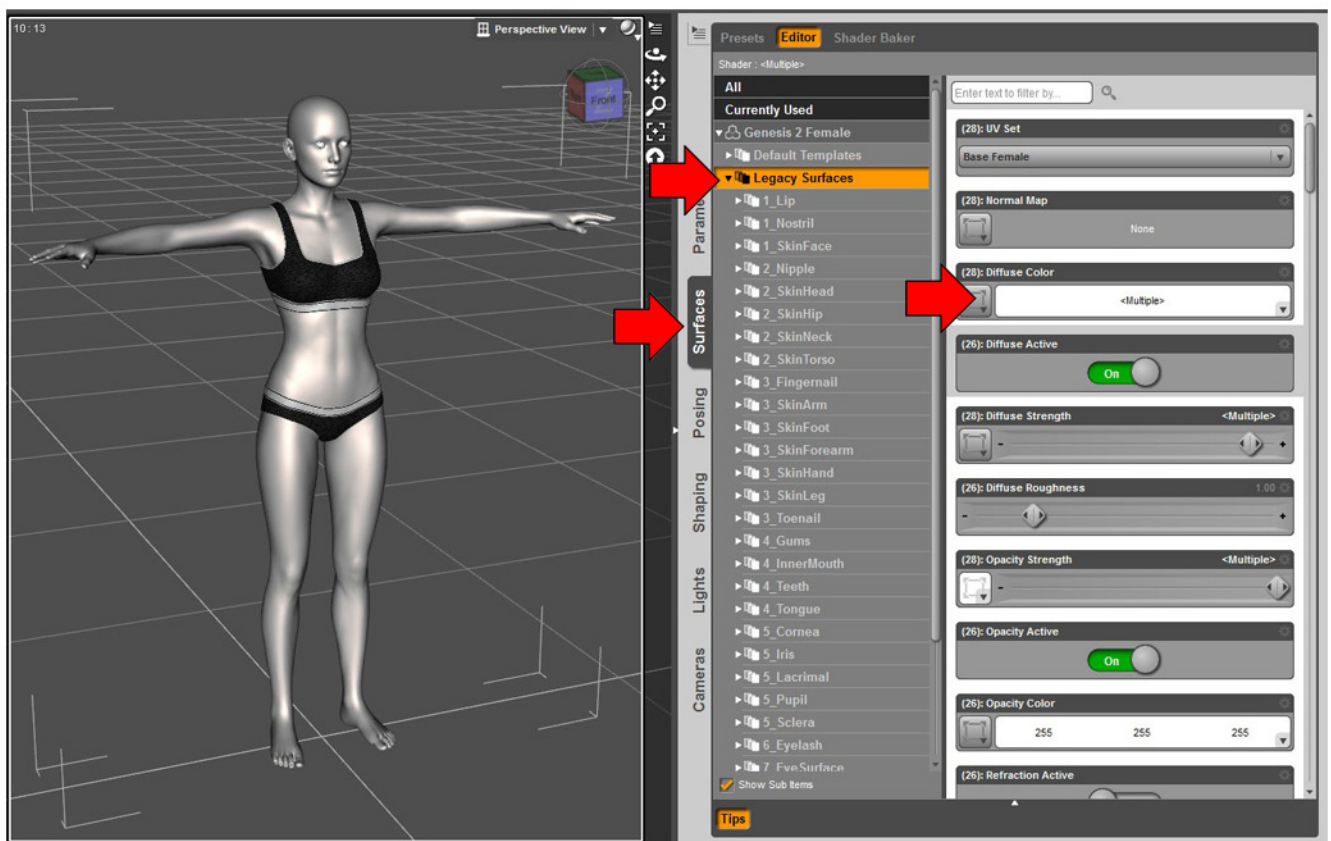 10 : 13
Perspective View
Front
Presets Editor Shader Baker
Shader : <Multiple>
All
Currently Used
Genesis 2 Female
Default Templates
Legacy Surfaces
1_Lip
1_Nostril
1_SkinFace
2_Nipple
2_SkinHead
2_SkinHip
2_SkinNeck
2_SkinTorso
3_Fingernail
3_SkinArm
3_SkinFoot
3_SkinForearm
3_SkinHand
3_SkinLeg
3_Toenail
4_Gums
4_InnerMouth
4_Teeth
4_Tongue
5_Cornea
5_Iris
5_Lacrimal
5_Pupil
5_Sclera
6_Eyelash
7_EyeSurface
Show Sub Items
Tips
Parame
Surfaces
Posing
Shaping
Lights
Cameras
Enter text to filter by...
(28): UV Set
Base Female
(28): Normal Map
None
(28): Diffuse Color
<Multiple>
(26): Diffuse Active
On
(28): Diffuse Strength <Multiple>
- +
(26): Diffuse Roughness 1.00
- +
(28): Opacity Strength <Multiple>
-
(26): Opacity Active
On
(26): Opacity Color
255 255 255
(26): Refraction Active